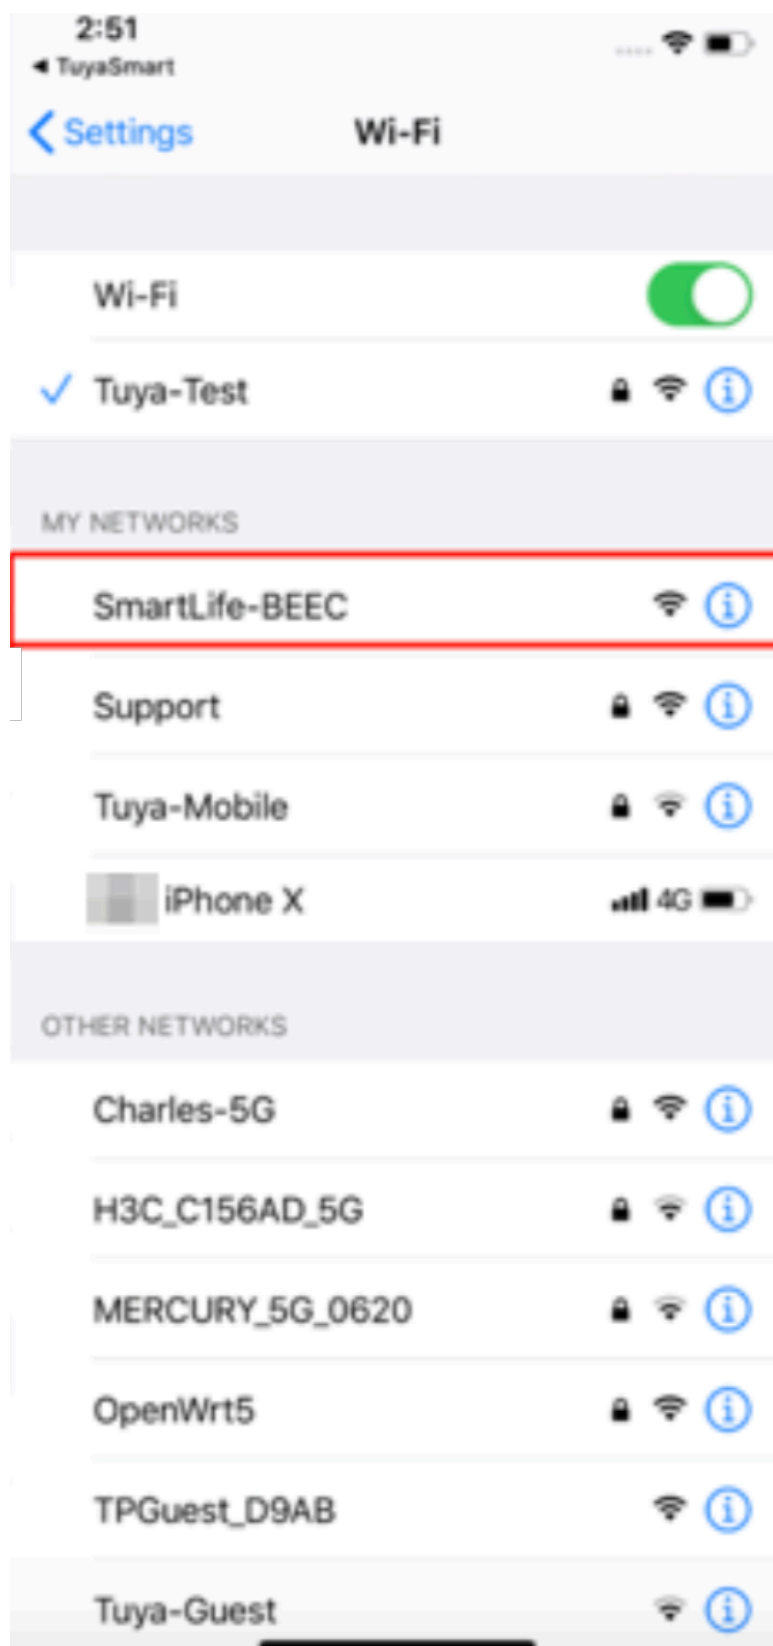 2:51
◀ TuyaSmart
Settings
Wi-Fi
Wi-Fi
Tuya-Test
MY NETWORKS
SmartLife-BEEC
Support
Tuya-Mobile
iPhone X 4G
OTHER NETWORKS
Charles-5G
H3C_C156AD_5G
MERCURY_5G_0620
OpenWrt5
TPGuest_D9AB
Tuya-Guest